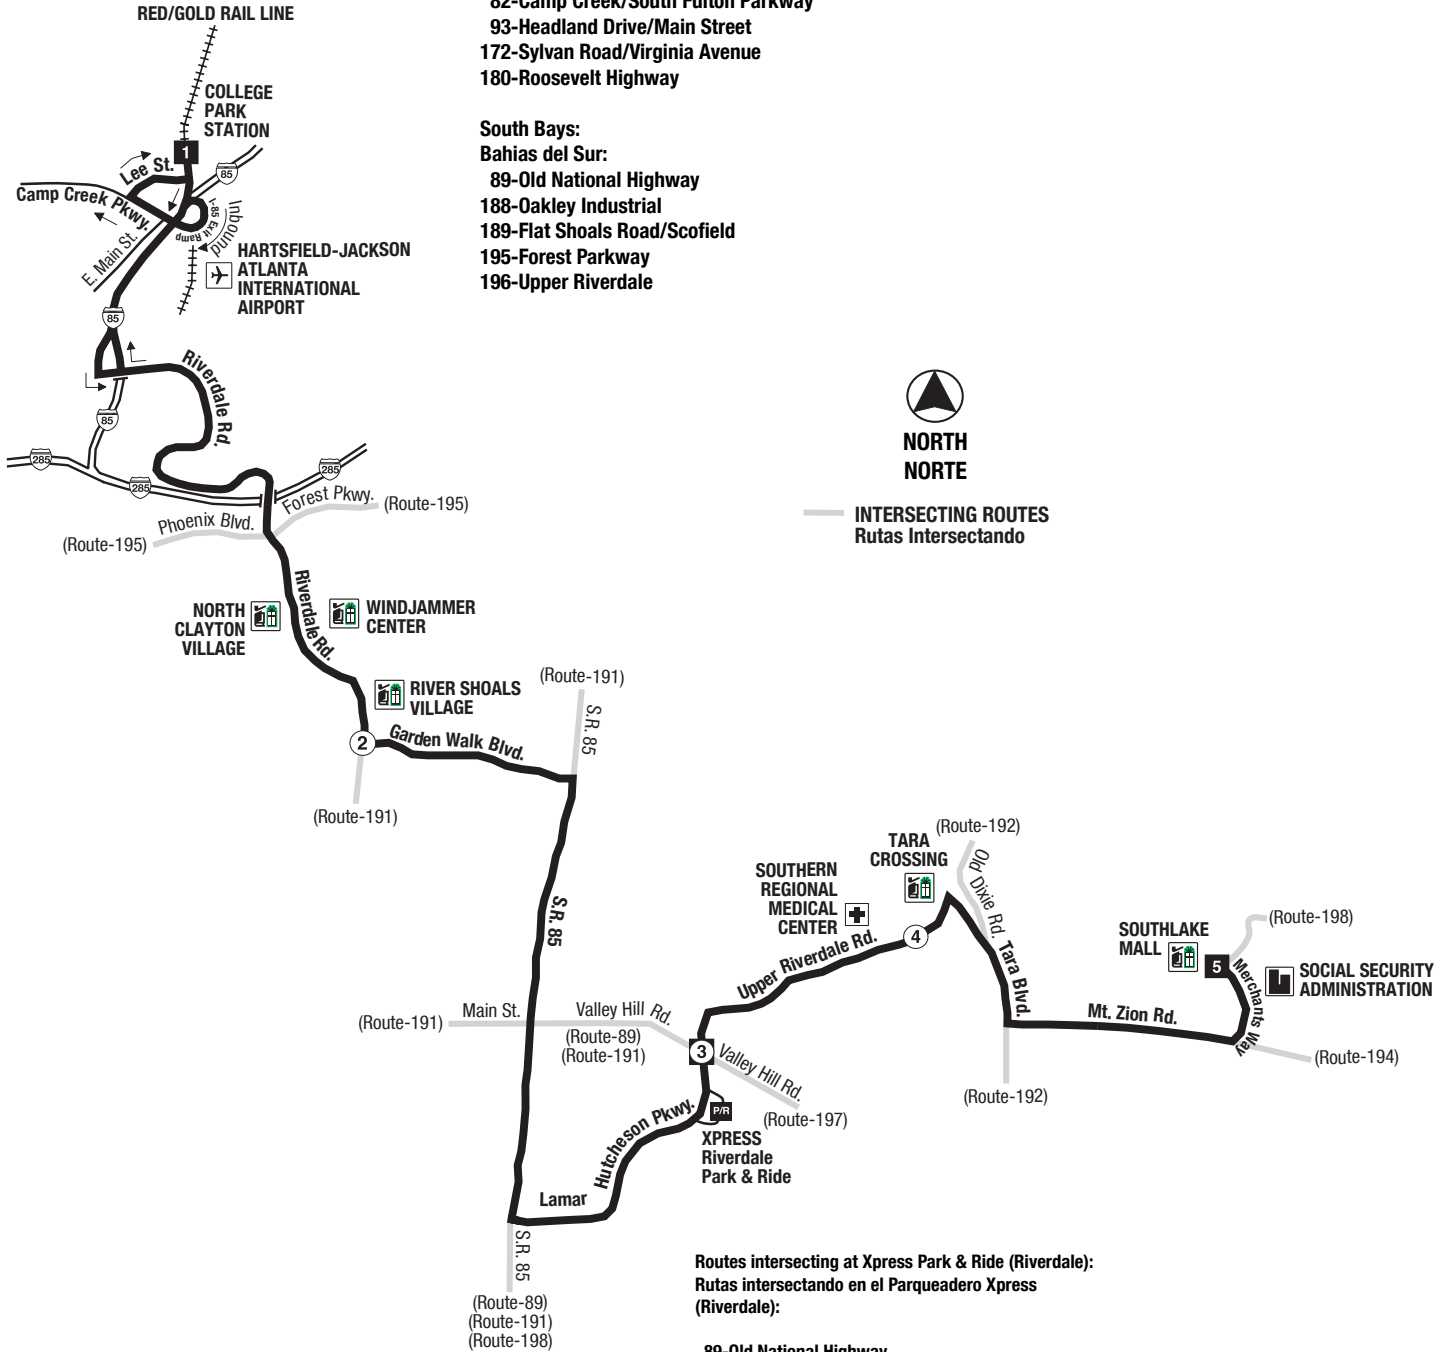 RED/GOLD RAIL LINE
82-Camp Creek/South Fulton Parkway
93-Headland Drive/Main Street
172-Sylvan Road/Virginia Avenue
180-Roosevelt Highway
South Bays:
Bahias del Sur:
89-Old National Highway
188-Oakley Industrial
189-Flat Shoals Road/Scofield
195-Forest Parkway
196-Upper Riverdale
COLLEGE
PARK
STATION
1
Lee St.
85
Camp Creek Pkwy.
I-85 Exit Ramp
Inbound
E. Main St.
HARTSFIELD-JACKSON
ATLANTA
INTERNATIONAL
AIRPORT
85
Riverdale Rd.
85
285
285
285
NORTH
NORTE
INTERSECTING ROUTES
Rutas Intersectando
Forest Pkwy.
(Route-195)
Phoenix Blvd.
(Route-195)
Riverdale Rd.
NORTH
CLAYTON
VILLAGE
WINDJAMMER
CENTER
RIVER SHOALS
VILLAGE
(Route-191)
S.R. 85
2
Garden Walk Blvd.
(Route-191)
S.R. 85
SOUTHERN
REGIONAL
MEDICAL
CENTER
TARA
CROSSING
(Route-192)
Old Dixie Rd.
4
Upper Riverdale Rd.
Tara Blvd.
SOUTHLAKE
MALL
5
(Route-198)
Merchants Way
SOCIAL SECURITY
ADMINISTRATION
Mt. Zion Rd.
(Route-194)
(Route-192)
(Route-191)
Main St.
Valley Hill Rd.
(Route-89)
(Route-191)
3
Valley Hill Rd.
(Route-197)
P/R
XPRESS
Riverdale
Park & Ride
Lamar
Hutcheson Pkwy.
S.R. 85
(Route-89)
(Route-191)
(Route-198)
Routes intersecting at Xpress Park & Ride (Riverdale):
Rutas intersectando en el Parqueadero Xpress
(Riverdale):
89-Old National Highway